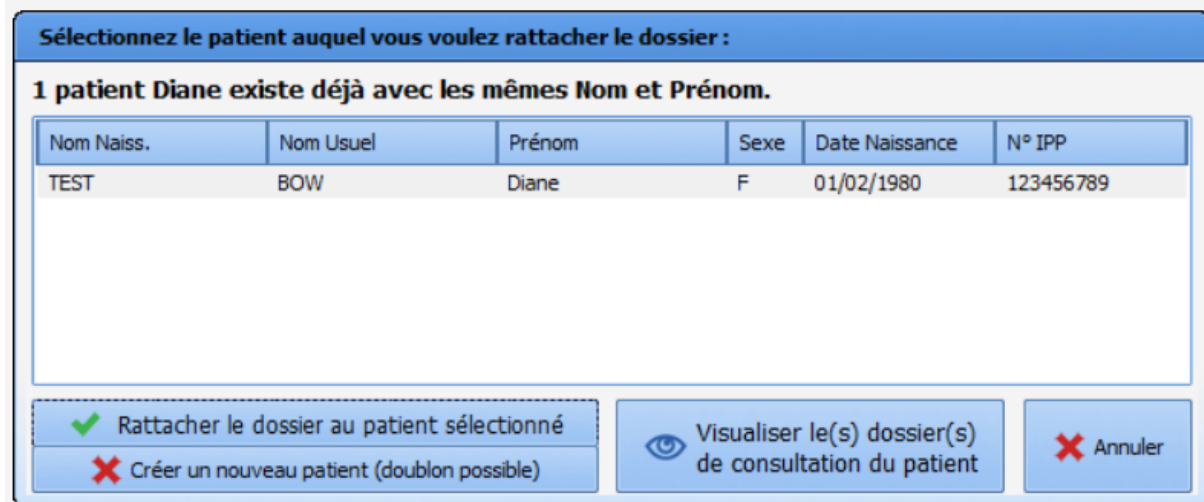 Sélectionnez le patient auquel vous voulez rattacher le dossier :
1 patient Diane existe déjà avec les mêmes Nom et Prénom.
Nom Naiss. Nom Usuel Prénom Sexe Date Naissance N° IPP
TEST BOW Diane F 01/02/1980 123456789
Rattacher le dossier au patient sélectionné
Créer un nouveau patient (doublon possible)
Visualiser le(s) dossier(s)
de consultation du patient
Annuler